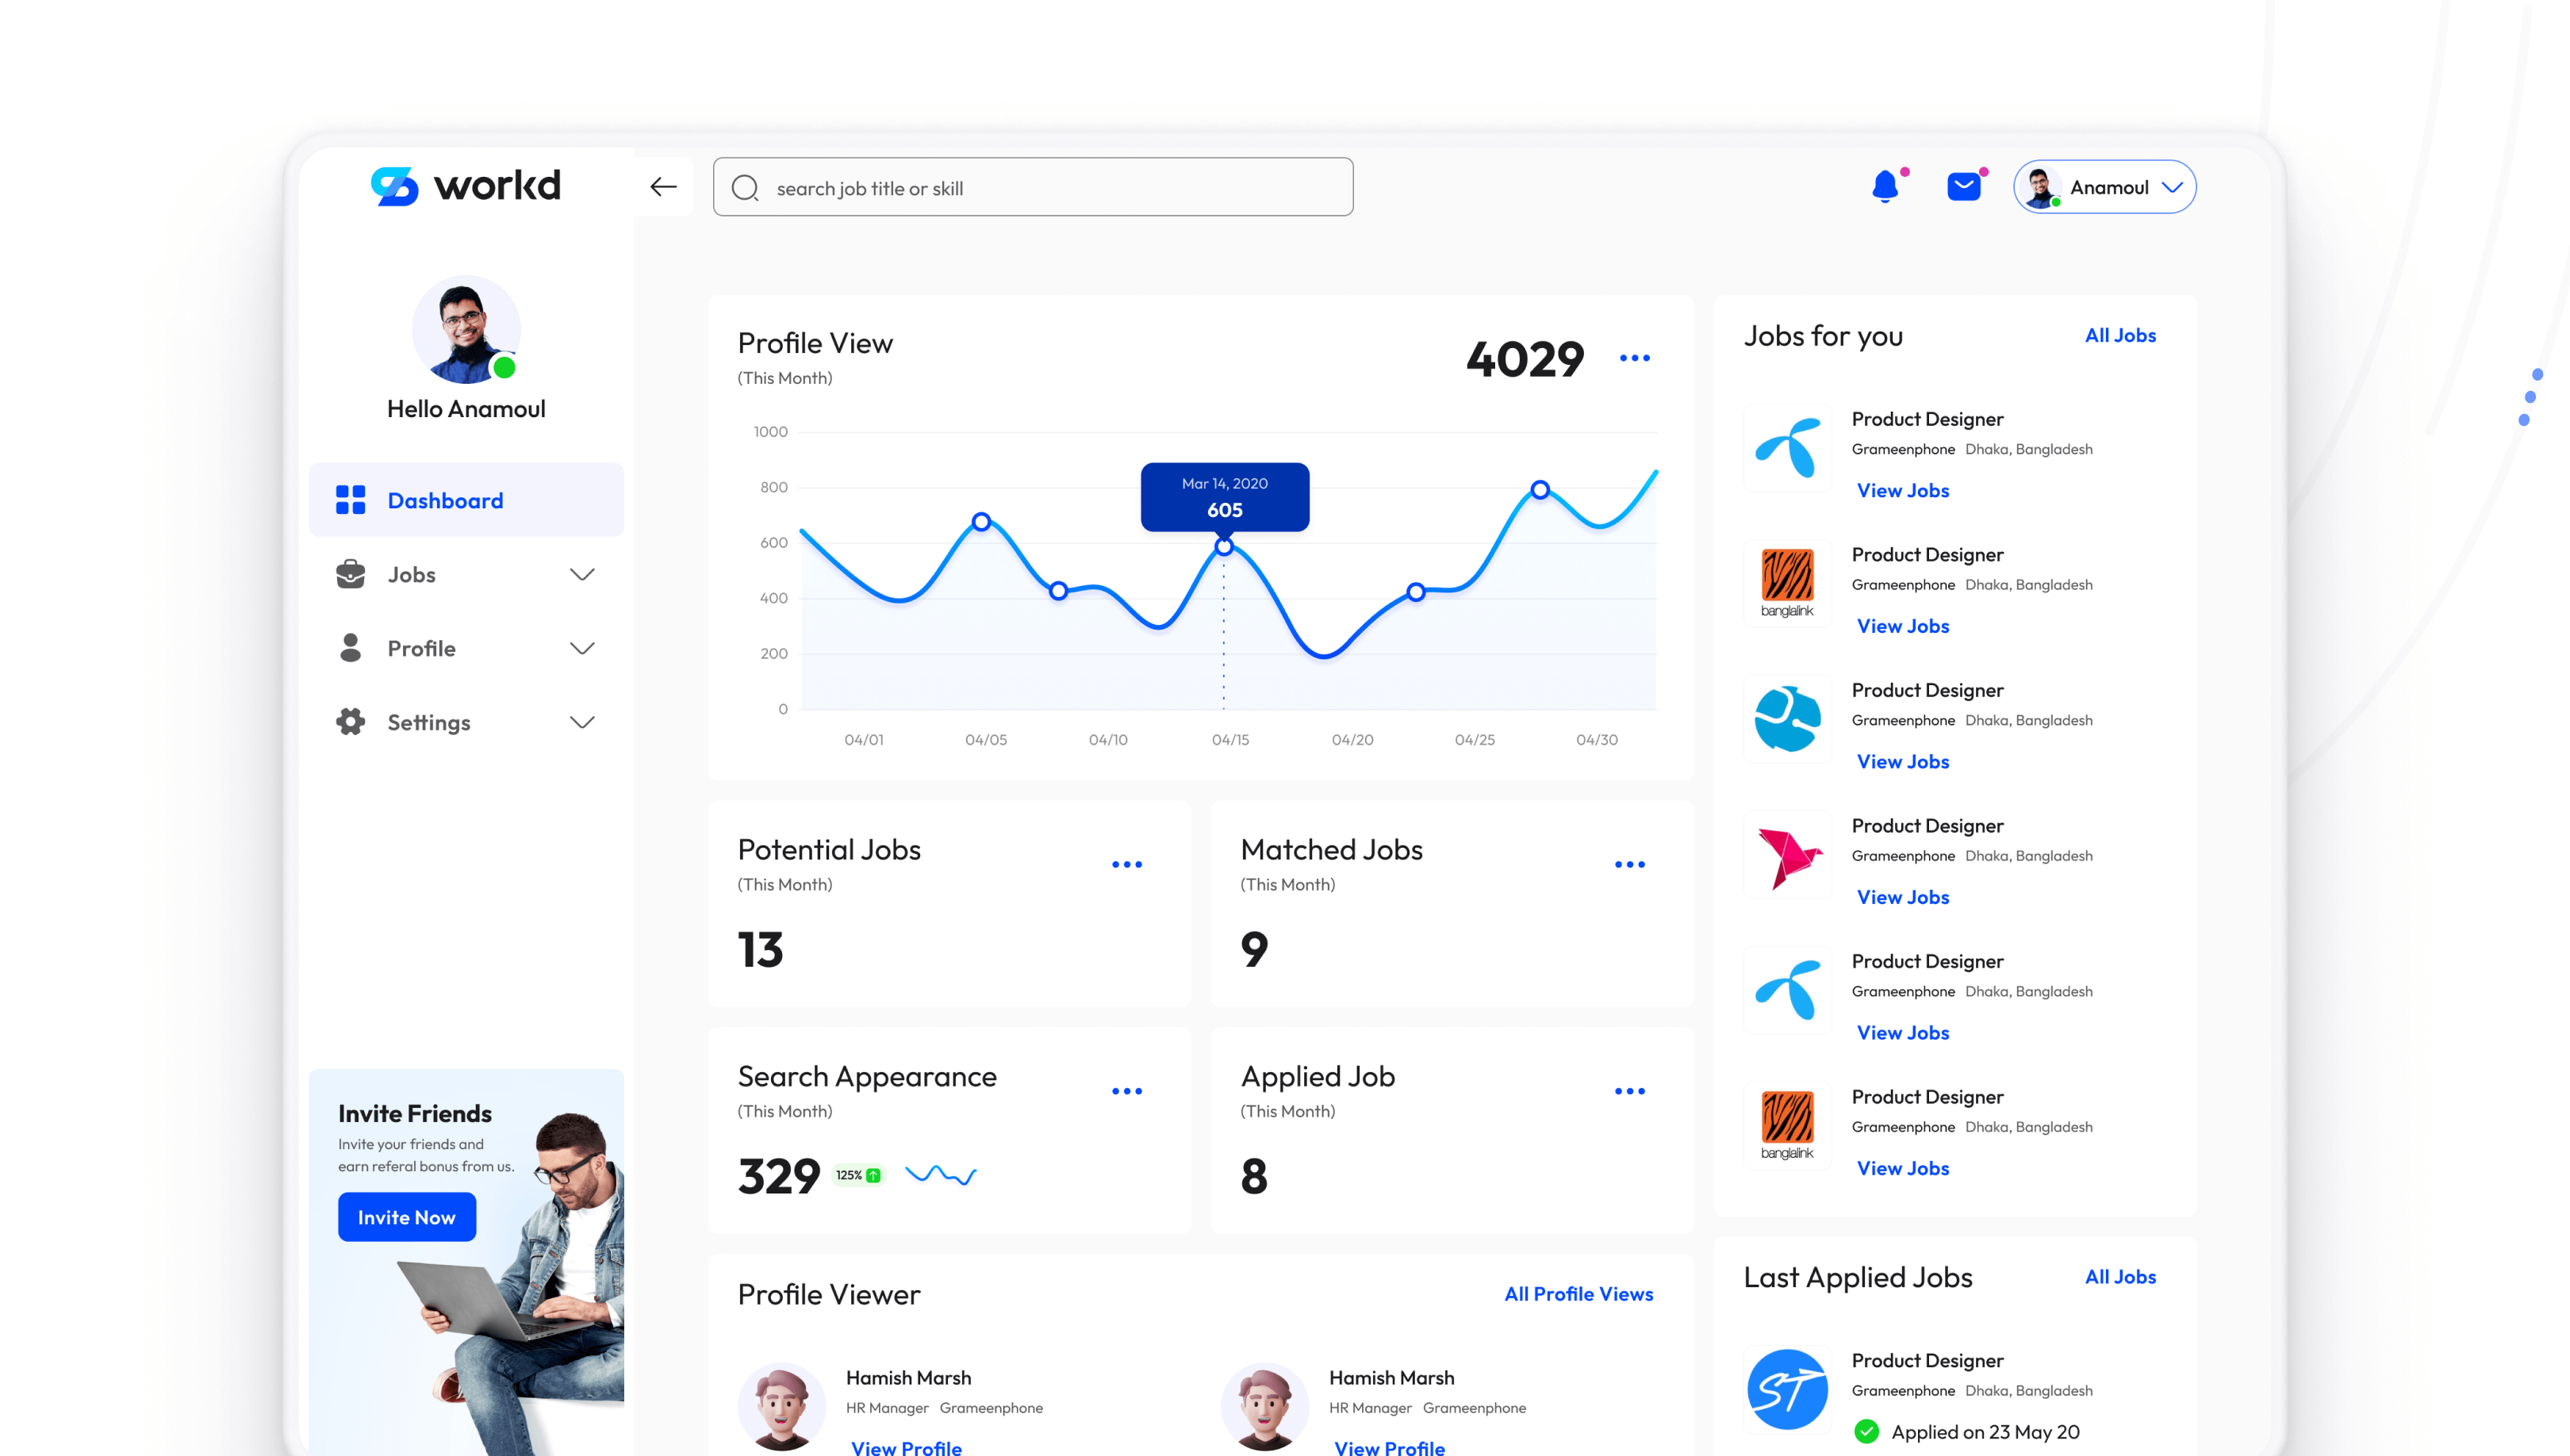 workd
search job title or skill
Anamoul
Hello Anamoul
Dashboard
Jobs
Profile
Settings
Invite Friends
Invite your friends and
earn referal bonus from us.
Invite Now
Profile View
(This Month)
4029
1000
800
600
400
200
0
Mar 14, 2020
605
04/01 04/05 04/10 04/15 04/20 04/25 04/30
Potential Jobs
(This Month)
13
Matched Jobs
(This Month)
9
Search Appearance
(This Month)
329 125%
Applied Job
(This Month)
8
Profile Viewer
All Profile Views
Hamish Marsh
HR Manager Grameenphone
View Profile
Hamish Marsh
HR Manager Grameenphone
View Profile
Jobs for you
All Jobs
Product Designer
Grameenphone Dhaka, Bangladesh
View Jobs
banglalink
Product Designer
Grameenphone Dhaka, Bangladesh
View Jobs
Product Designer
Grameenphone Dhaka, Bangladesh
View Jobs
Product Designer
Grameenphone Dhaka, Bangladesh
View Jobs
Product Designer
Grameenphone Dhaka, Bangladesh
View Jobs
banglalink
Product Designer
Grameenphone Dhaka, Bangladesh
View Jobs
Last Applied Jobs
All Jobs
ST
Product Designer
Grameenphone Dhaka, Bangladesh
Applied on 23 May 20